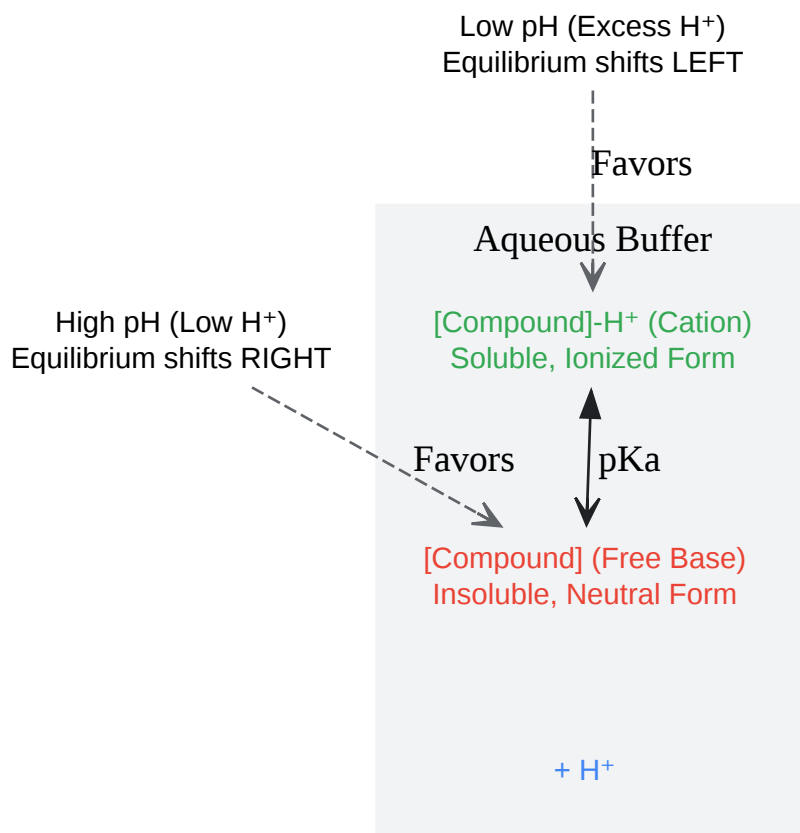 Low pH (Excess H⁺)
Equilibrium shifts LEFT
Favors
Aqueous Buffer
High pH (Low H⁺)
Equilibrium shifts RIGHT
[Compound]-H⁺ (Cation)
Soluble, Ionized Form
Favors
pKa
[Compound] (Free Base)
Insoluble, Neutral Form
+ H⁺